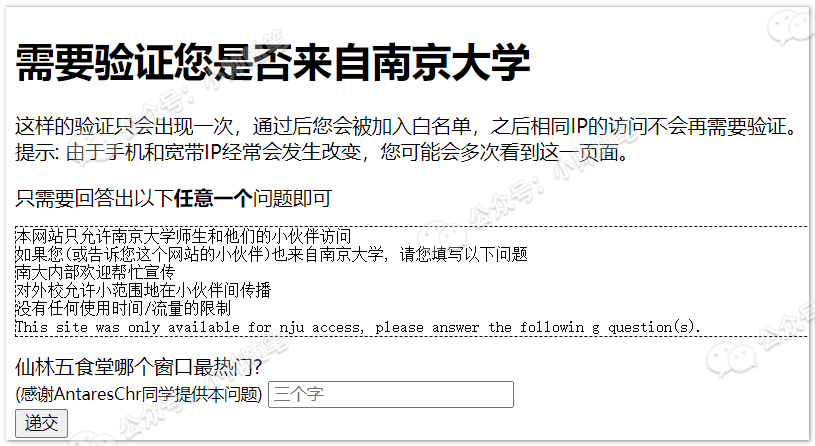 需要验证您是否来自南京大学
这样的验证只会出现一次，通过后您会被加入白名单，之后相同IP的访问不会再需要验证。
提示: 由于手机和宽带IP经常会发生改变，您可能会多次看到这一页面。
只需要回答出以下任意一个问题即可
本网站只允许南京大学师生和他们的小伙伴访问
如果您(或告诉您这个网站的小伙伴)也来自南京大学, 请您填写以下问题
南大内部欢迎帮忙宣传
对外校允许小范围地在小伙伴间传播
没有任何使用时间/流量的限制
This site was only available for nju access, please answer the followin g question(s).
仙林五食堂哪个窗口最热门?
(感谢AntaresChr同学提供本问题) 三个字
递交